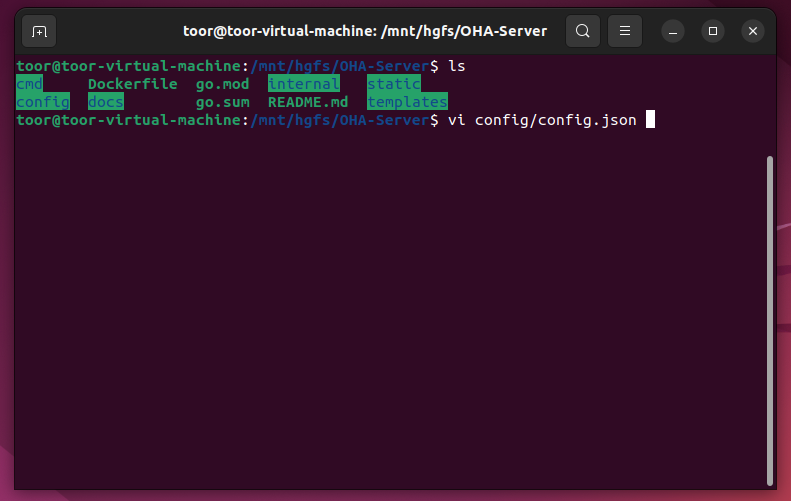 toor@toor-virtual-machine: /mnt/hgfs/OHA-Server
toor@toor-virtual-machine:/mnt/hgfs/OHA-Server$ ls
cmd Dockerfile go.mod internal static
config docs go.sum README.md templates
toor@toor-virtual-machine:/mnt/hgfs/OHA-Server$ vi config/config.json